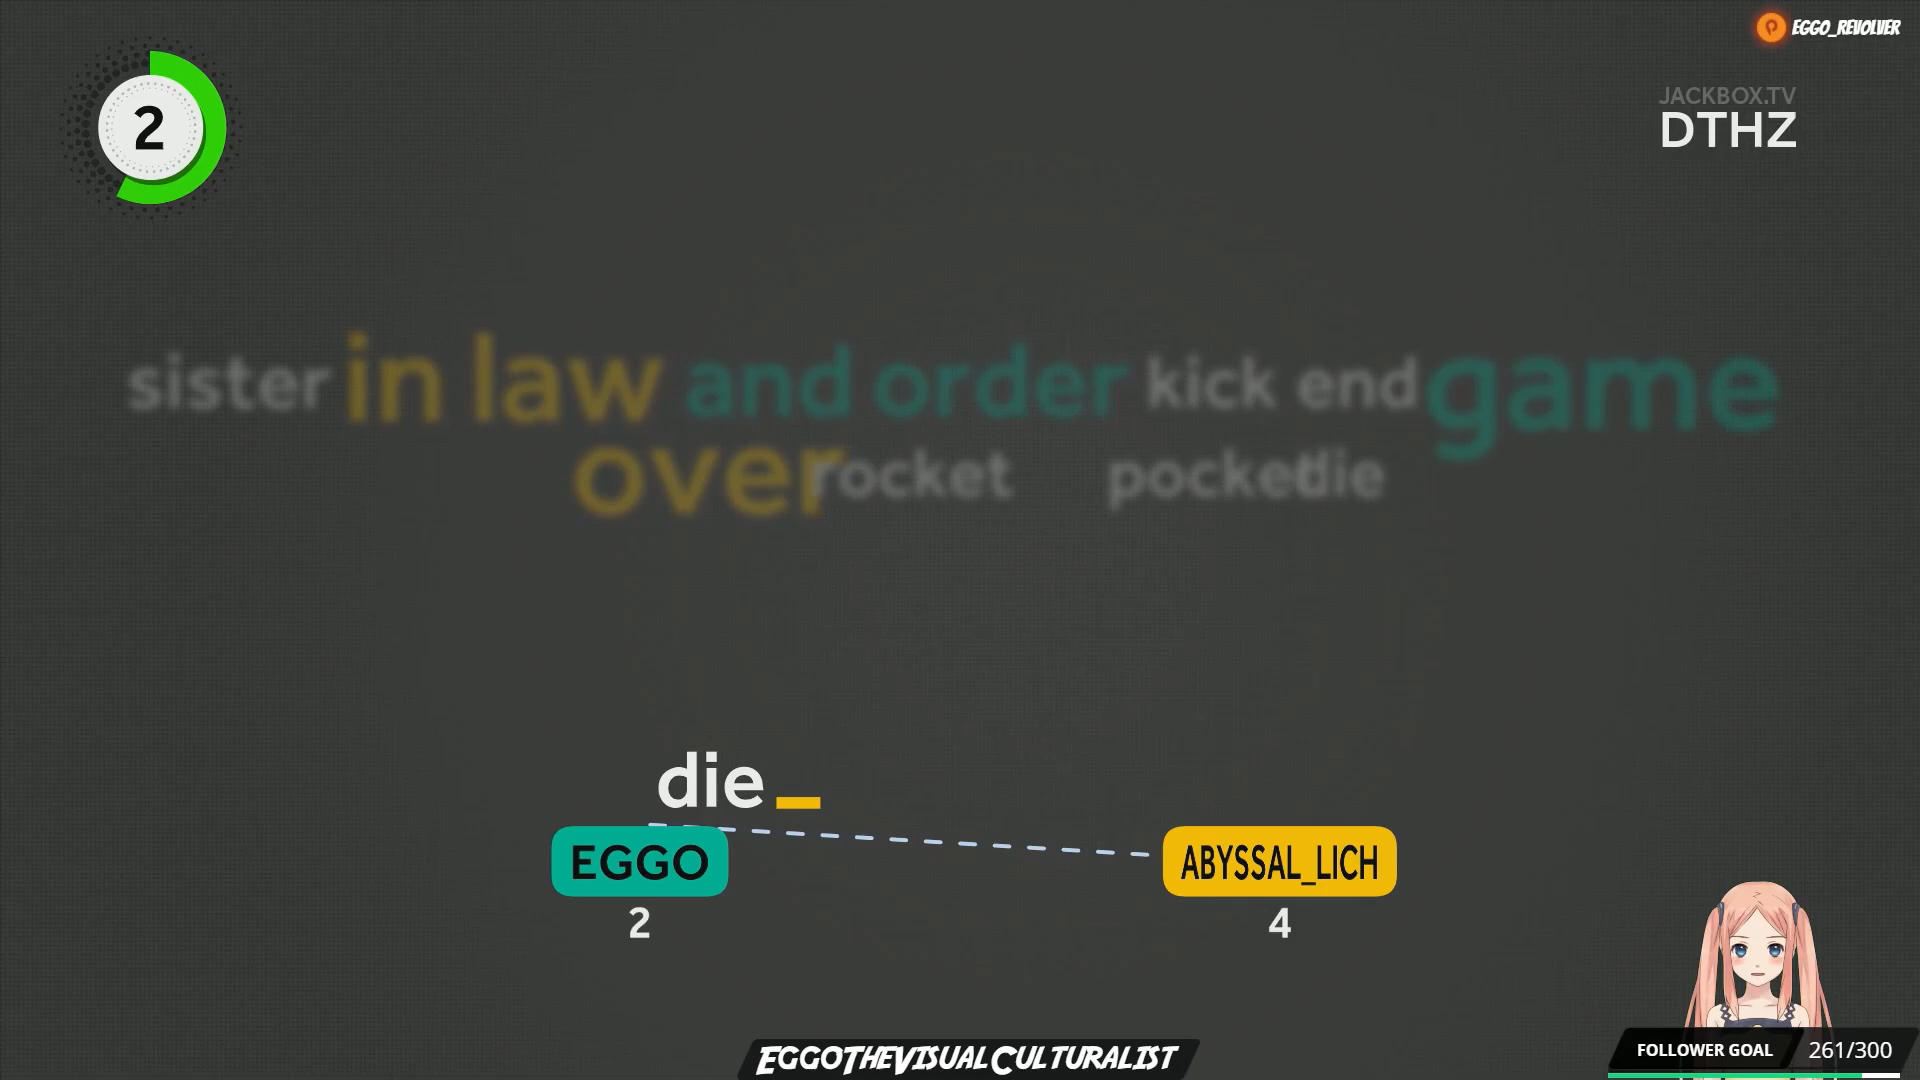 EGGO_REVOLVER
2
JACKBOX.TV
DTHZ
sister in law and order kick end game
over rocket pocket die
die_
EGGO
ABYSSAL_LICH
2
4
EGGOTHEVISUALCULTURALIST
FOLLOWER GOAL 261/300